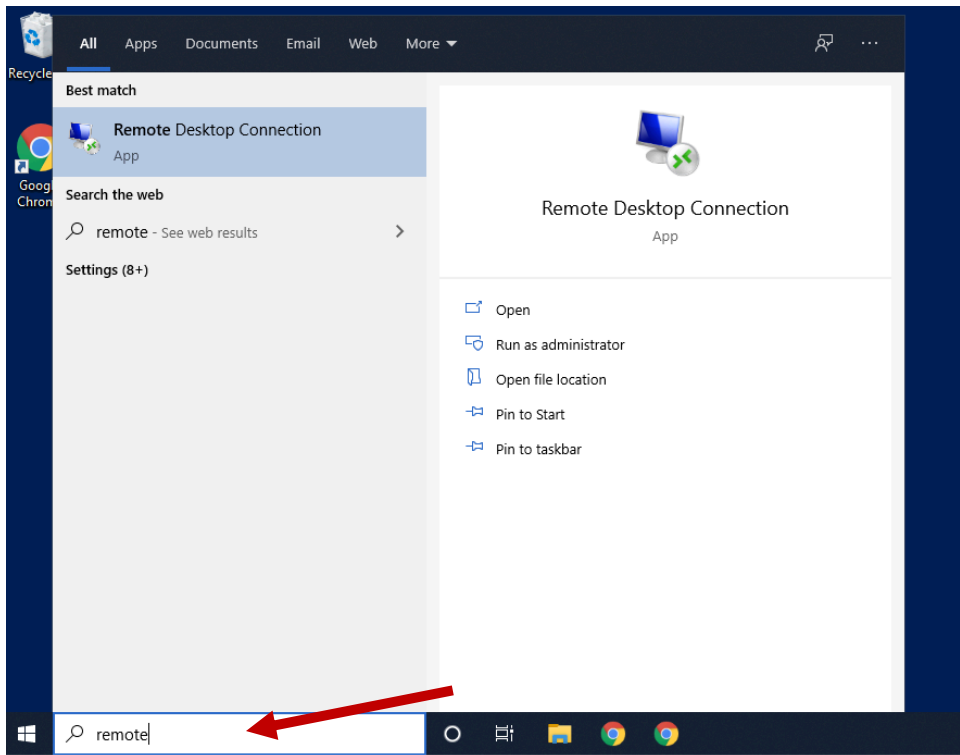 Recycle
All Apps Documents Email Web More
Best match
Remote Desktop Connection
App
Search the web
remote - See web results
Settings (8+)
Googl
Chron
Remote Desktop Connection
App
Open
Run as administrator
Open file location
Pin to Start
Pin to taskbar
remote